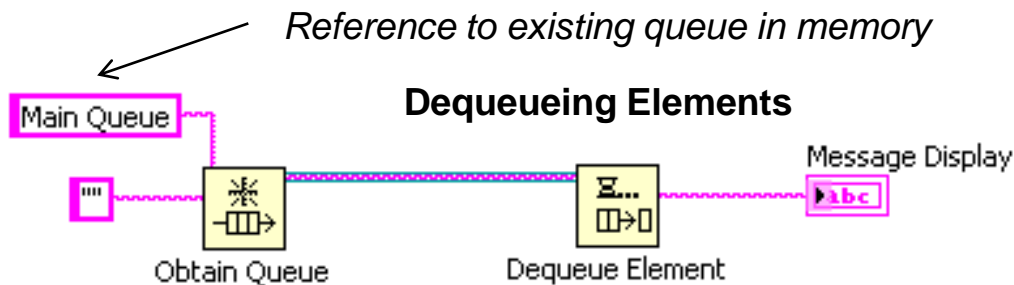 Reference to existing queue in memory
Main Queue
Dequeueing Elements
Message Display
""
abc
Obtain Queue
Dequeue Element